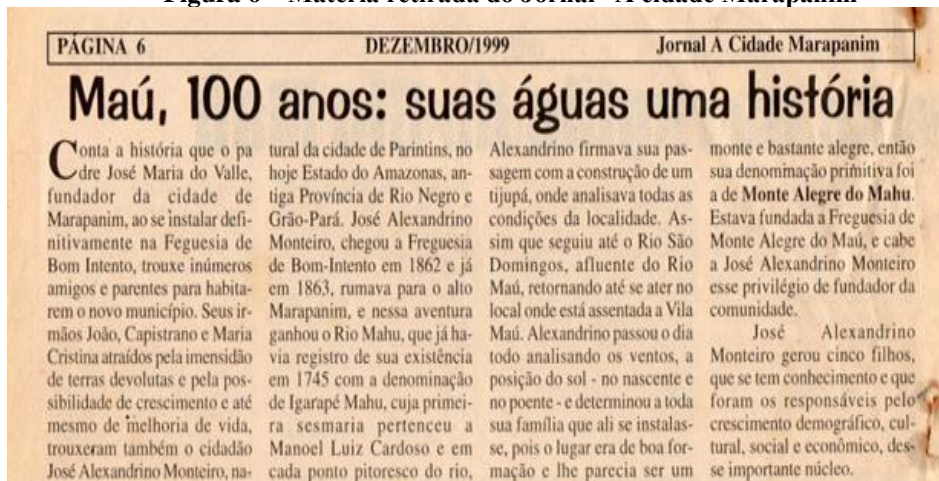 Figura 6 – Matéria retirada do Jornal "A cidade Marapanim"
PÁGINA 6 DEZEMBRO/1999 Jornal A Cidade Marapanim
Maú, 100 anos: suas águas uma história
Conta a história que o pa
dre José Maria do Valle,
fundador da cidade de
Marapanim, ao se instalar defi-
nitivamente na Feguesia de
Bom Intento, trouxe inúmeros
amigos e parentes para habita-
rem o novo município. Seus ir-
mãos João, Capistrano e Maria
Cristina atraídos pela imensidão
de terras devolutas e pela pos-
sibilidade de crescimento e até
mesmo de melhoria de vida,
trouxeram também o cidadão
José Alexandrino Monteiro, na-
tural da cidade de Parintins, no
hoje Estado do Amazonas, an-
tiga Província de Rio Negro e
Grão-Pará. José Alexandrino
Monteiro, chegou a Freguesia
de Bom-Intento em 1862 e já
em 1863, rumava para o alto
Marapanim, e nessa aventura
ganhou o Rio Mahu, que já ha-
via registro de sua existência
em 1745 com a denominação
de Igarapé Mahu, cuja primei-
ra sesmaria pertenceu a
Manoel Luiz Cardoso e em
cada ponto pitoresco do rio,
Alexandrino firmava sua pas-
sagem com a construção de um
tijupá, onde analisava todas as
condições da localidade. As-
sim que seguiu até o Rio São
Domingos, afluente do Rio
Maú, retornando até se ater no
local onde está assentada a Vila
Maú. Alexandrino passou o dia
todo analisando os ventos, a
posição do sol - no nascente e
no poente - e determinou a toda
sua família que ali se instalas-
se, pois o lugar era de boa for-
mação e lhe parecia ser um
monte e bastante alegre, então
sua denominação primitiva foi
a de Monte Alegre do Mahu.
Estava fundada a Freguesia de
Monte Alegre do Maú, e cabe
a José Alexandrino Monteiro
esse privilégio de fundador da
comunidade.
José Alexandrino
Monteiro gerou cinco filhos,
que se tem conhecimento e que
foram os responsáveis pelo
crescimento demográfico, cul-
tural, social e econômico, des-
se importante núcleo.